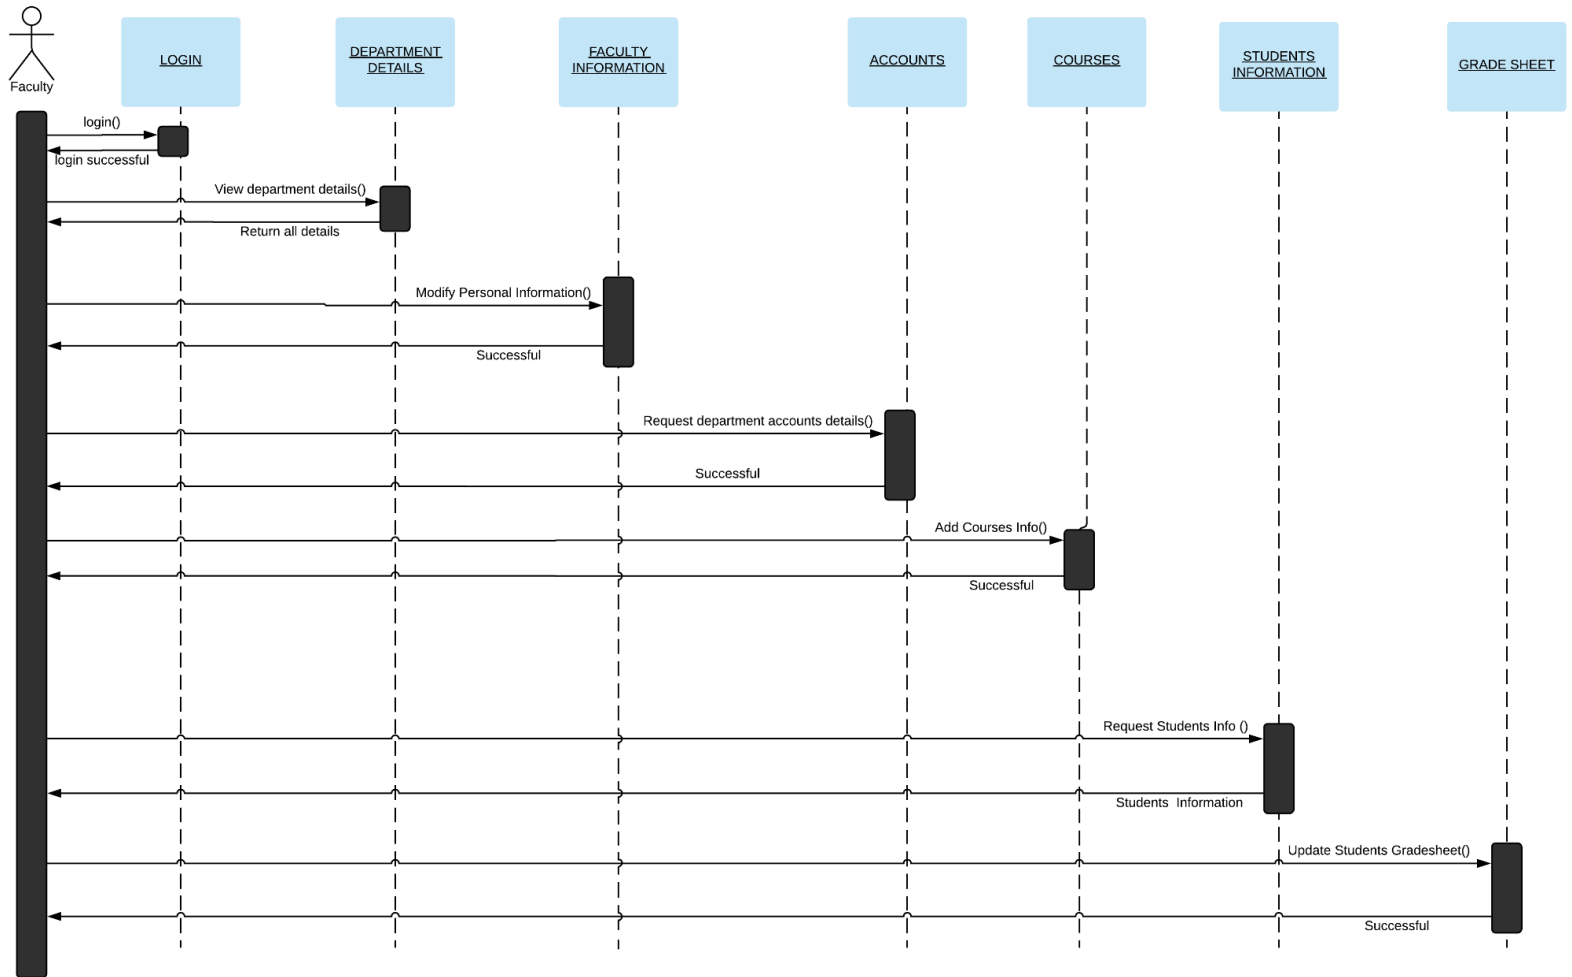 Faculty
LOGIN
DEPARTMENT
DETAILS
FACULTY
INFORMATION
ACCOUNTS
COURSES
STUDENTS
INFORMATION
GRADE SHEET
login()
login successful
View department details()
Return all details
Modify Personal Information()
Successful
Request department accounts details()
Successful
Add Courses Info()
Successful
Request Students Info ()
Students  Information
Update Students Gradesheet()
Successful